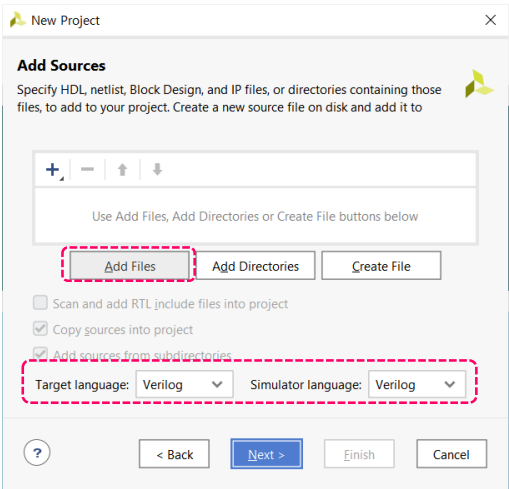 New Project
Add Sources
Specify HDL, netlist, Block Design, and IP files, or directories containing those
files, to add to your project. Create a new source file on disk and add it to
Use Add Files, Add Directories or Create File buttons below
Add Files Add Directories Create File
Scan and add RTL include files into project
Copy sources into project
Add sources from subdirectories
Target language: Verilog Simulator language: Verilog
? < Back Next > Finish Cancel